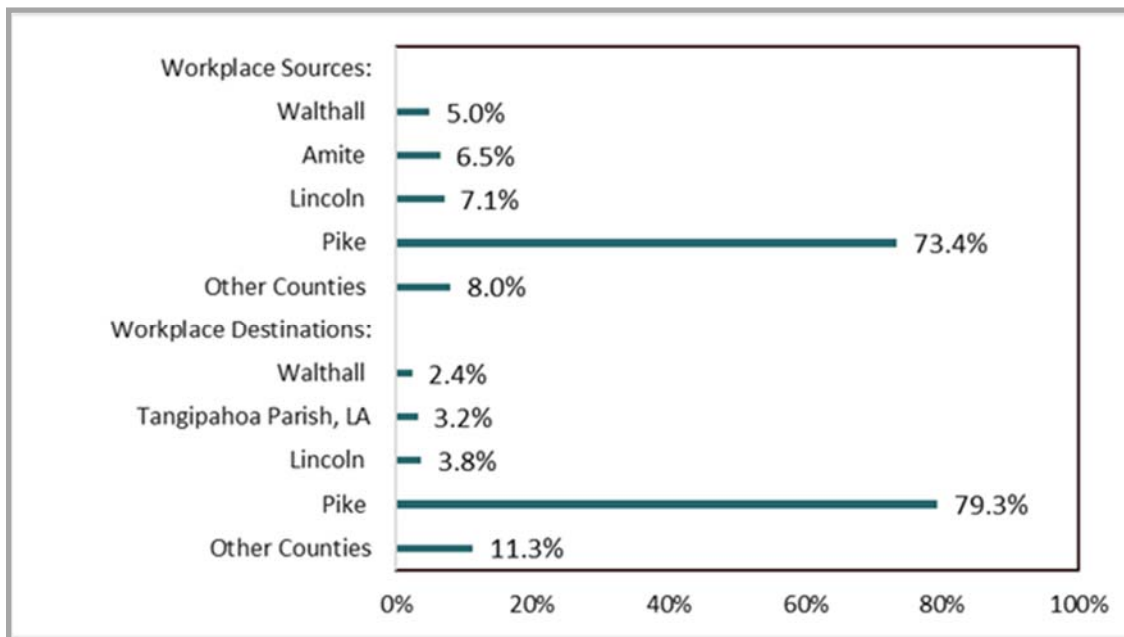 Workplace Sources:
Walthall 5.0%
Amite 6.5%
Lincoln 7.1%
Pike 73.4%
Other Counties 8.0%
Workplace Destinations:
Walthall 2.4%
Tangipahoa Parish, LA 3.2%
Lincoln 3.8%
Pike 79.3%
Other Counties 11.3%
0% 20% 40% 60% 80% 100%